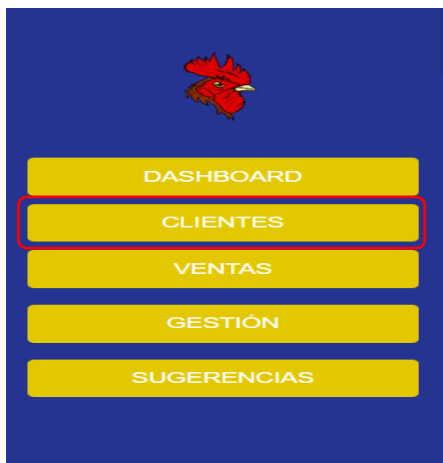 DASHBOARD
CLIENTES
VENTAS
GESTIÓN
SUGERENCIAS